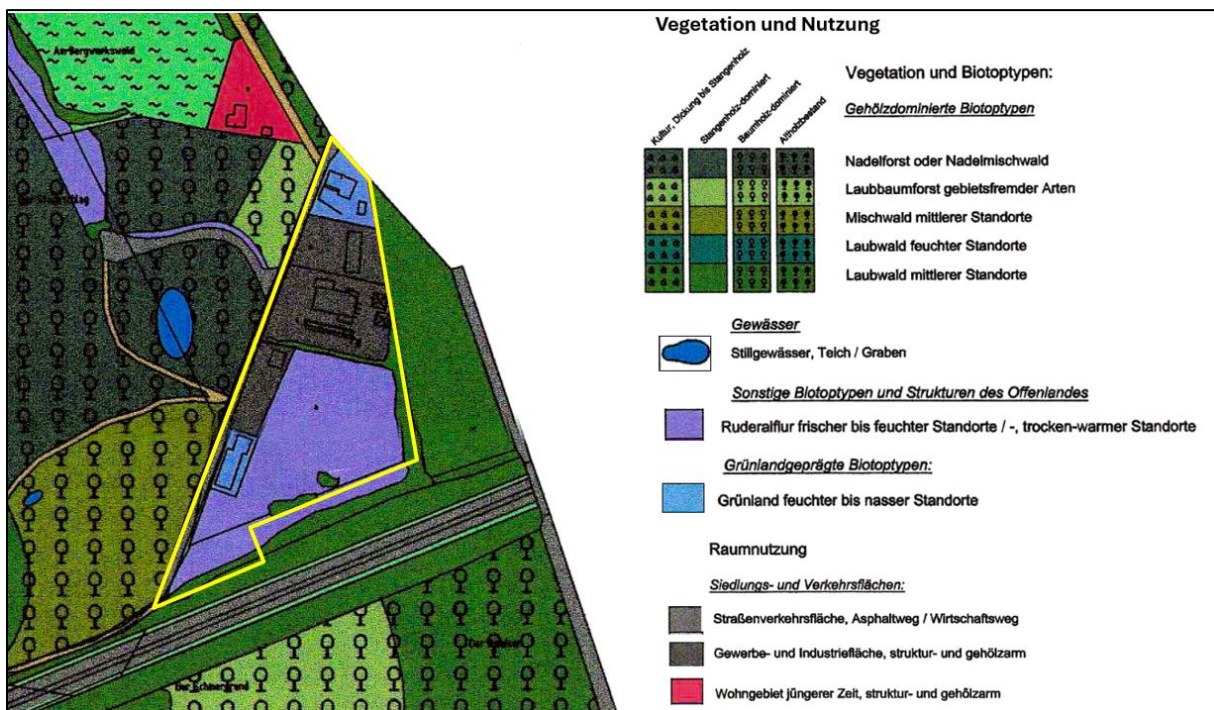 Vegetation und Nutzung
Vegetation und Biotoptypen:
Gehölzdominierte Biotoptypen
Kultur, Dickung bis Stangenholz
Stangenholz-dominiert
Baumholz-dominiert
Altholzbestand
Nadelforst oder Nadelmischwald
Laubbaumforst gebietsfremder Arten
Mischwald mittlerer Standorte
Laubwald feuchter Standorte
Laubwald mittlerer Standorte
Gewässer
Stillgewässer, Teich / Graben
Sonstige Biotoptypen und Strukturen des Offenlandes
Ruderalflur frischer bis feuchter Standorte / -, trocken-warmer Standorte
Grünlandgeprägte Biotoptypen:
Grünland feuchter bis nasser Standorte
Raumnutzung
Siedlungs- und Verkehrsflächen:
Straßenverkehrsfläche, Asphaltweg / Wirtschaftsweg
Gewerbe- und Industriefläche, struktur- und gehölzarm
Wohngebiet jüngerer Zeit, struktur- und gehölzarm
Am Bergwerkswald